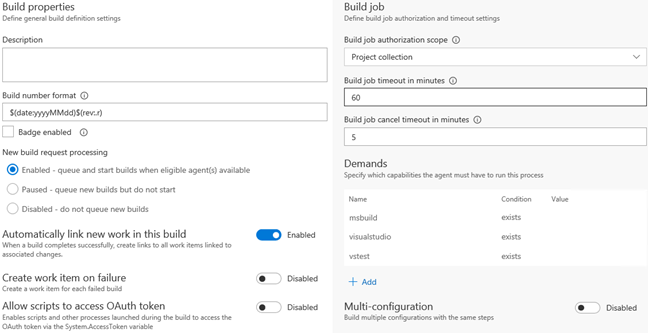 Build properties
Define general build definition settings
Description
Build number format
$(date:yyyyMMdd)$(rev:.r)
Badge enabled
New build request processing
Enabled - queue and start builds when eligible agent(s) available
Paused - queue new builds but do not start
Disabled - do not queue new builds
Automatically link new work in this build
Enabled
When a build completes successfully, create links to all work items linked to
associated changes.
Create work item on failure
Disabled
Create a work item for each failed build
Allow scripts to access OAuth token
Disabled
Enables scripts and other processes launched during the build to access the
OAuth token via the System.AccessToken variable
Build job
Define build job authorization and timeout settings
Build job authorization scope
Project collection
Build job timeout in minutes
60
Build job cancel timeout in minutes
5
Demands
Specify which capabilities the agent must have to run this process
Name Condition Value
msbuild exists
visualstudio exists
vstest exists
+ Add
Multi-configuration
Disabled
Build multiple configurations with the same steps